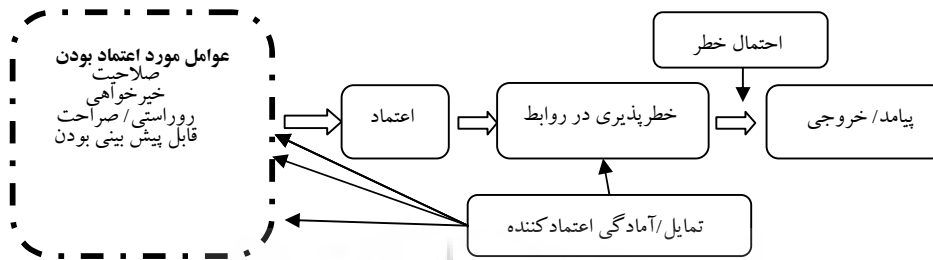 احتمال خطر
عوامل مورد اعتماد بودن
صلاحیت
خیرخواهی
روراستی/ صراحت
قابل پیش بینی بودن
اعتماد
خطرپذیری در روابط
پیامد/ خروجی
تمایل/آمادگی اعتمادکننده